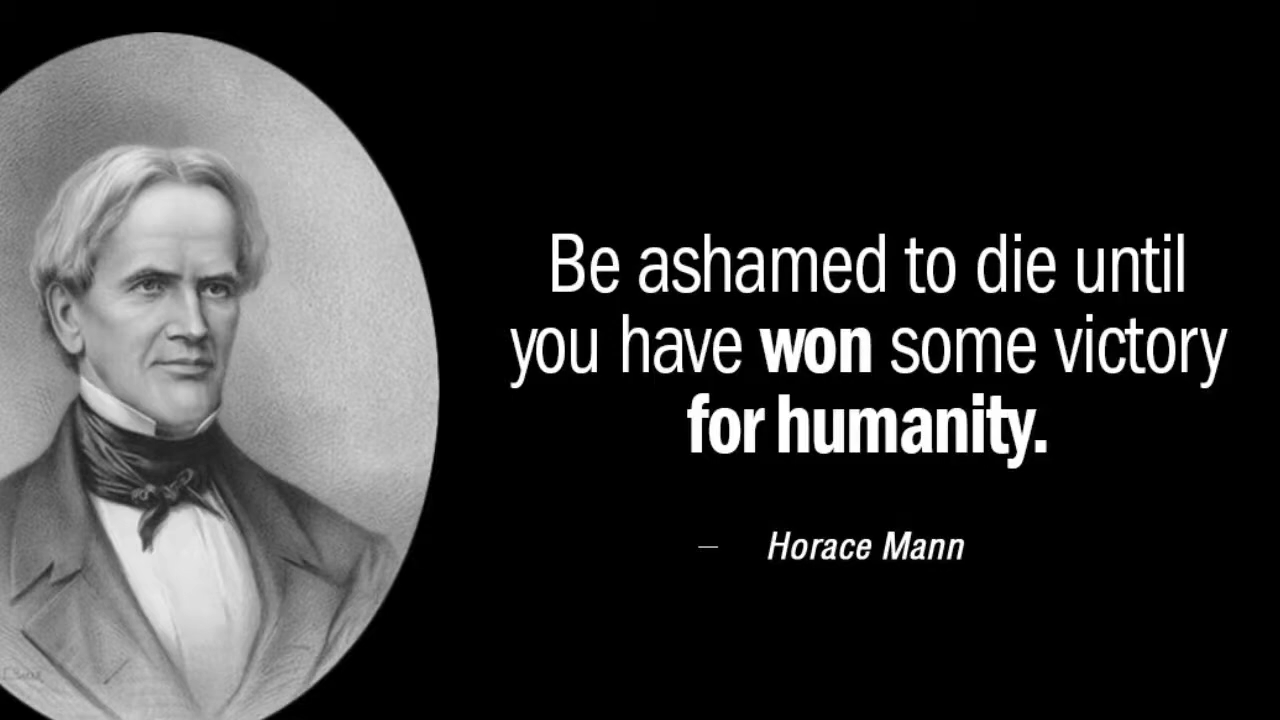 Be ashamed to die until
you have won some victory
for humanity.
– Horace Mann